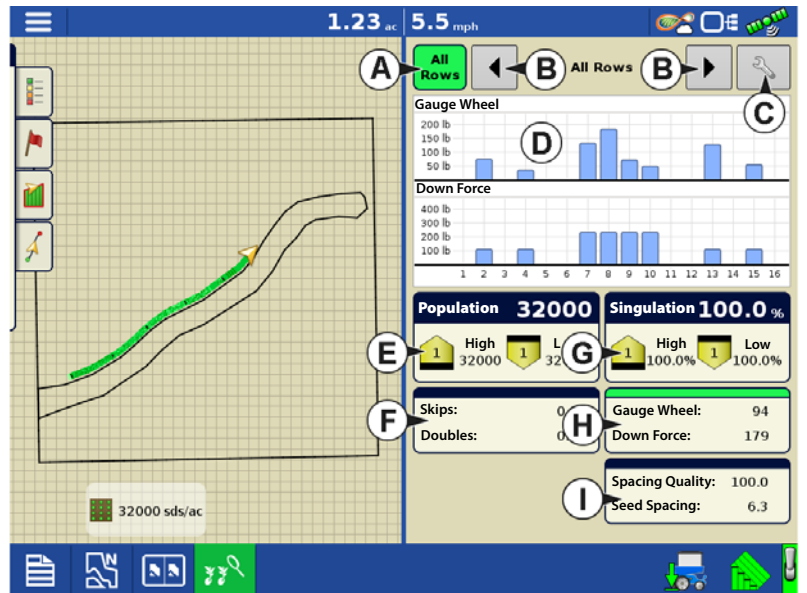 1.23 ac 5.5 mph
A
All Rows
B
All Rows
B
C
Gauge Wheel
200 lb
150 lb
100 lb
50 lb
D
Down Force
400 lb
300 lb
200 lb
100 lb
1 2 3 4 5 6 7 8 9 10 11 12 13 14 15 16
Population 32000
Singulation 100.0 %
E
1
High
32000
1
L
32
G
1
High
100.0%
1
Low
100.0%
F
Skips: 0
Doubles: 0
H
Gauge Wheel: 94
Down Force: 179
I
Spacing Quality: 100.0
Seed Spacing: 6.3
32000 sds/ac
N